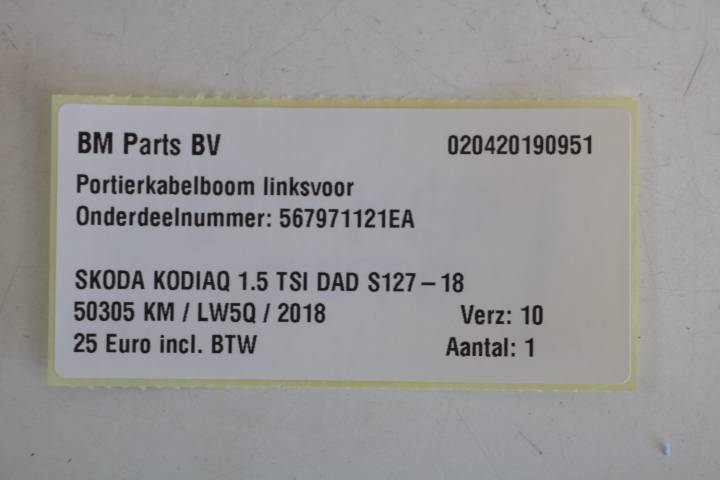 BM Parts BV 020420190951
Portierkabelboom linksvoor
Onderdeelnummer: 567971121EA
SKODA KODIAQ 1.5 TSI DAD S127 – 18
50305 KM / LW5Q / 2018 Verz: 10
25 Euro incl. BTW Aantal: 1